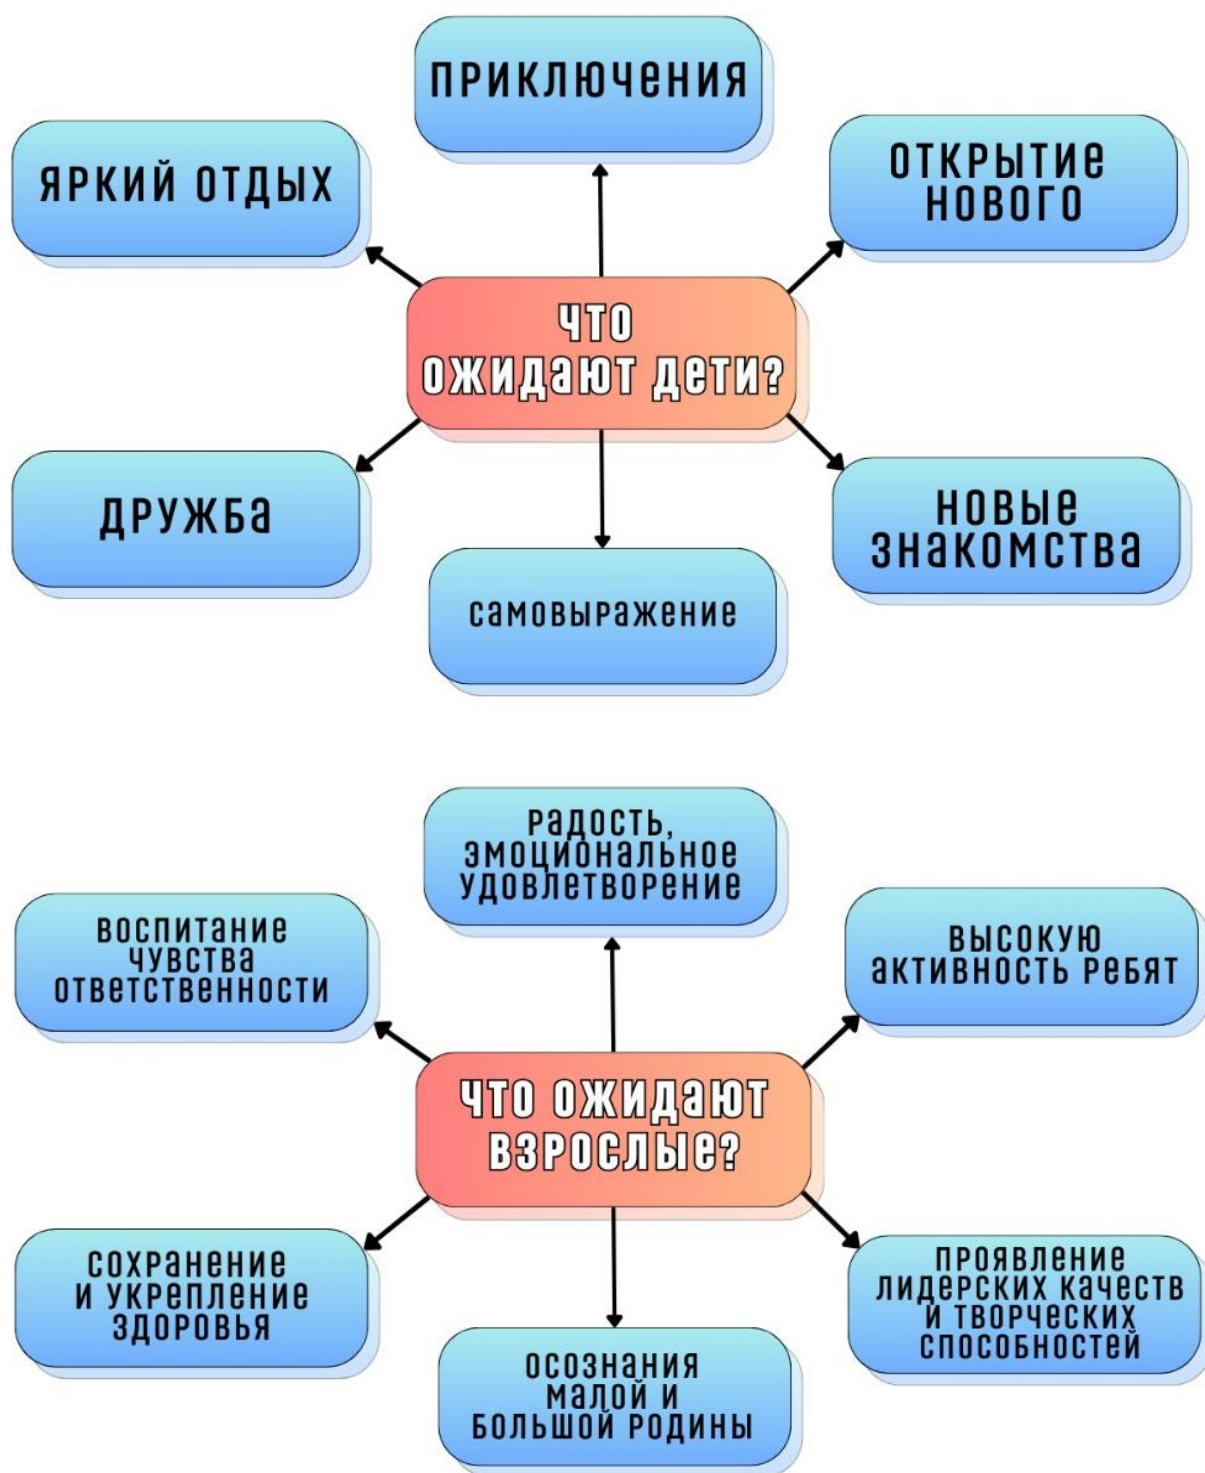 ПРИКЛЮЧЕНИЯ
ЯРКИЙ ОТДЫХ
ОТКРЫТИЕ
НОВОГО
ЧТО
ОЖИДАЮТ ДЕТИ?
ДРУЖБА
НОВЫЕ
ЗНАКОМСТВА
САМОВЫРАЖЕНИЕ
РАДОСТЬ,
ЭМОЦИОНАЛЬНОЕ
УДОВЛЕТВОРЕНИЕ
ВОСПИТАНИЕ
ЧУВСТВА
ОТВЕТСТВЕННОСТИ
ВЫСОКУЮ
АКТИВНОСТЬ РЕБЯТ
ЧТО ОЖИДАЮТ
ВЗРОСЛЫЕ?
СОХРАНЕНИЕ
И УКРЕПЛЕНИЕ
ЗДОРОВЬЯ
ПРОЯВЛЕНИЕ
ЛИДЕРСКИХ КАЧЕСТВ
И ТВОРЧЕСКИХ
СПОСОБНОСТЕЙ
ОСОЗНАНИЯ
МАЛОЙ И
БОЛЬШОЙ РОДИНЫ